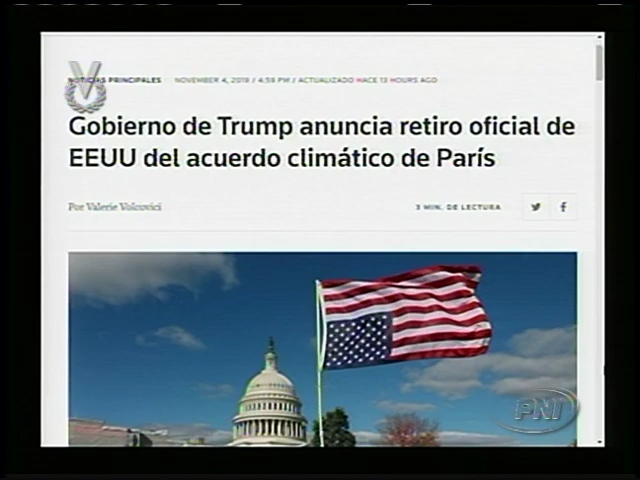 NOTICIAS PRINCIPALES NOVEMBER 4, 2019 / 4:59 PM / ACTUALIZADO HACE 13 HOURS AGO
Gobierno de Trump anuncia retiro oficial de
EEUU del acuerdo climático de París
Por Valerie Volcovici
3 MIN. DE LECTURA
PNI